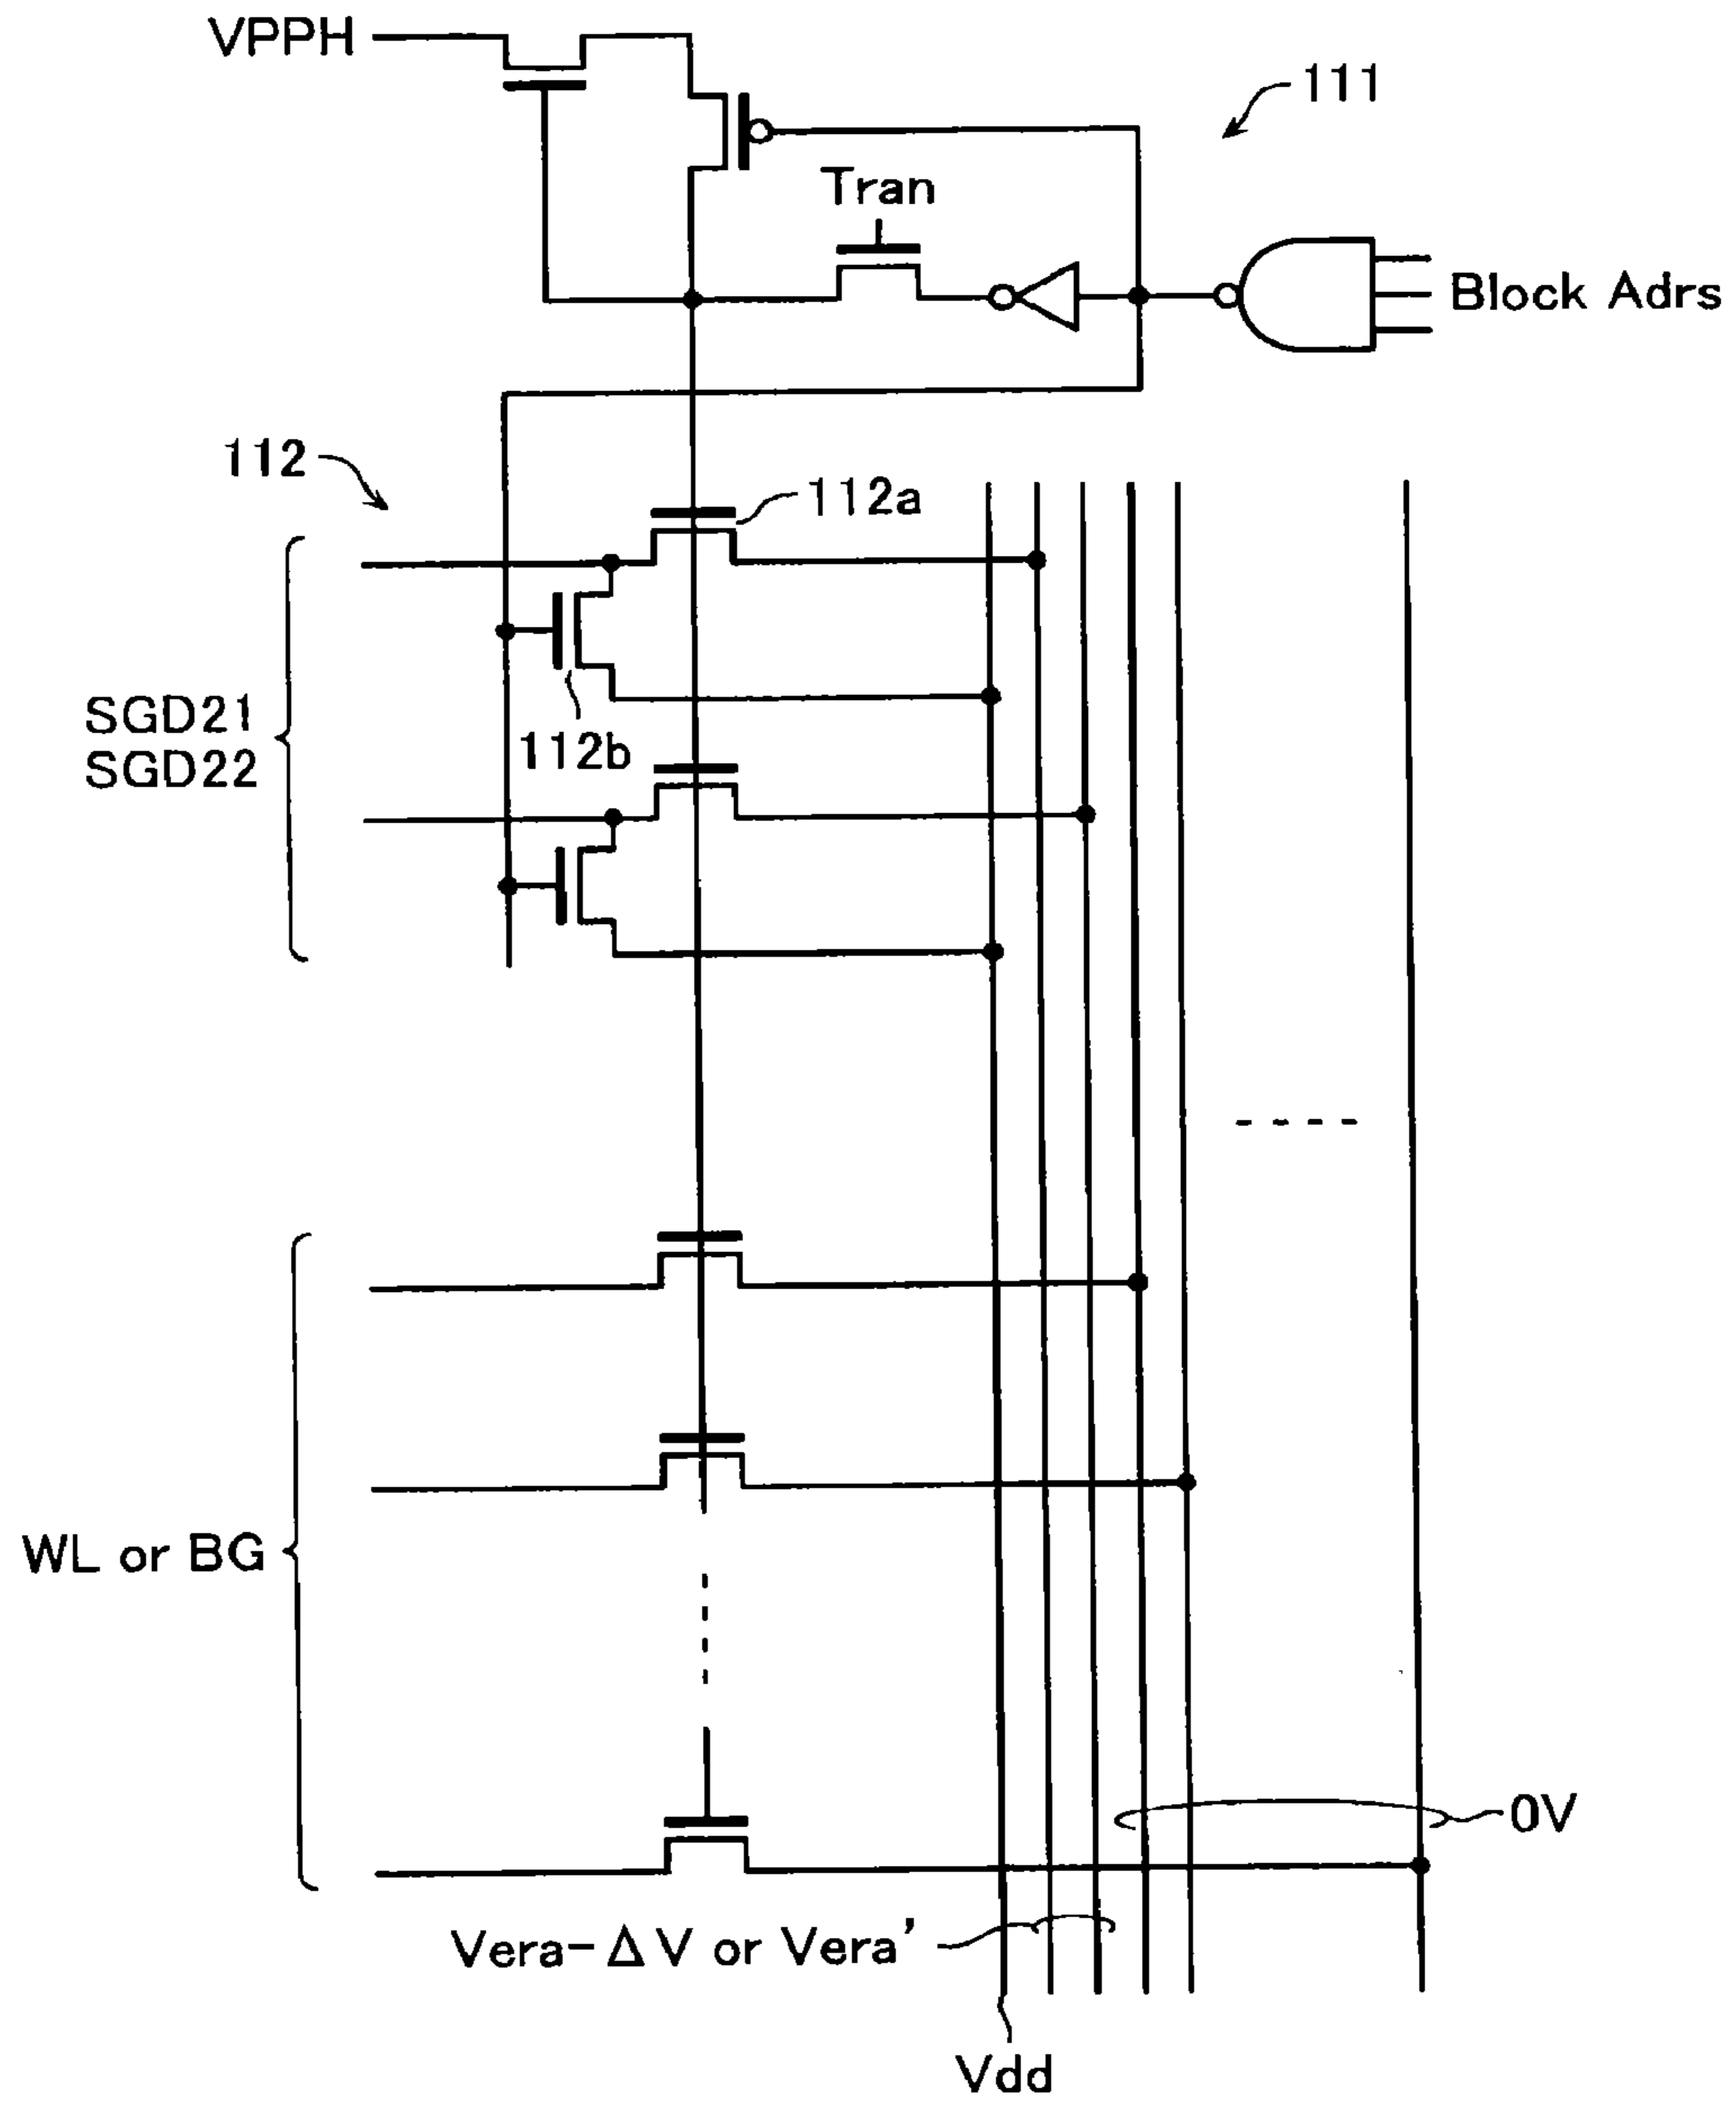 VPPH
111
Tran
Block Adrs
112
112a
SGD21
SGD22
112b
WL or BG
0V
Vera-ΔV or Vera'
Vdd